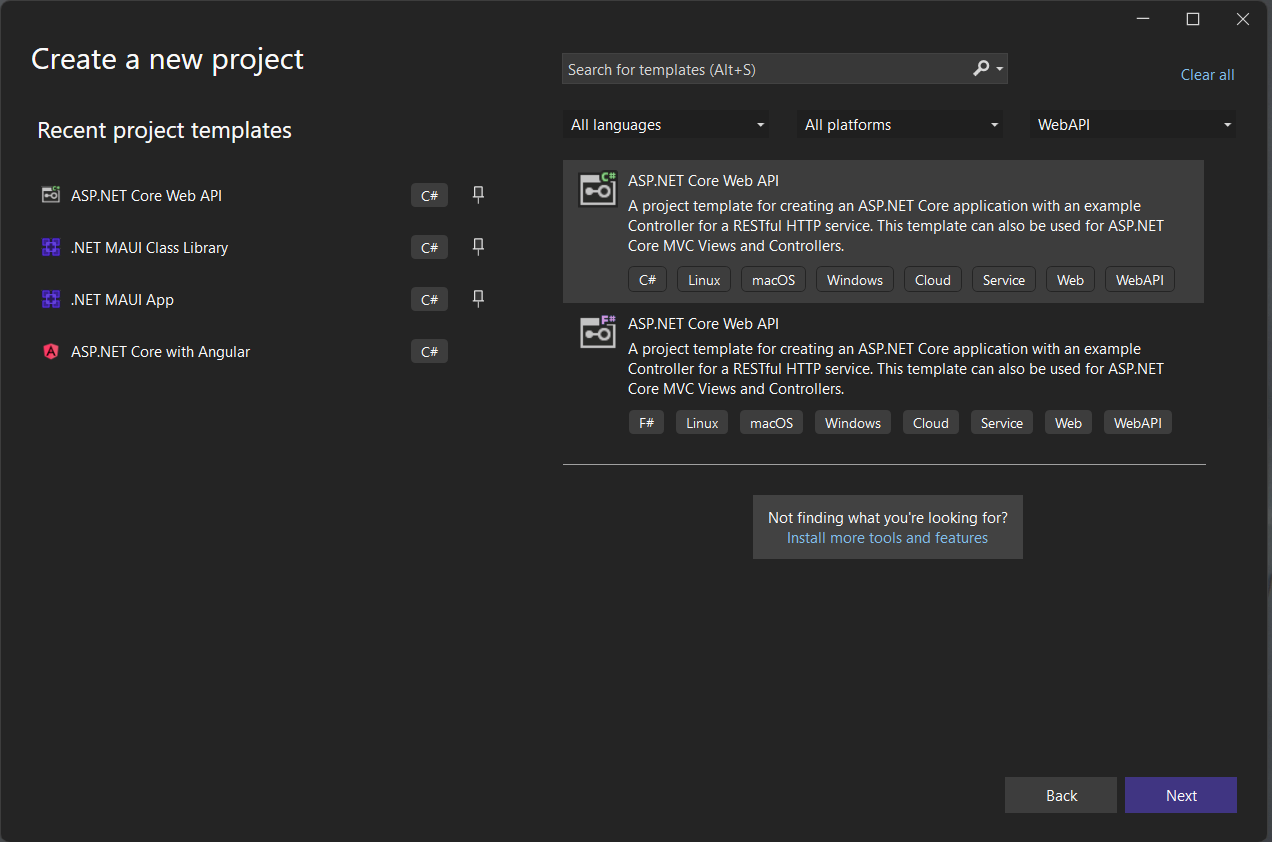 Create a new project
Search for templates (Alt+S)
Clear all
Recent project templates
All languages
All platforms
WebAPI
ASP.NET Core Web API
C#
.NET MAUI Class Library
C#
.NET MAUI App
C#
ASP.NET Core with Angular
C#
C#
ASP.NET Core Web API
A project template for creating an ASP.NET Core application with an example
Controller for a RESTful HTTP service. This template can also be used for ASP.NET
Core MVC Views and Controllers.
C# Linux macOS Windows Cloud Service Web WebAPI
F#
ASP.NET Core Web API
A project template for creating an ASP.NET Core application with an example
Controller for a RESTful HTTP service. This template can also be used for ASP.NET
Core MVC Views and Controllers.
F# Linux macOS Windows Cloud Service Web WebAPI
Not finding what you're looking for?
Install more tools and features
Back
Next